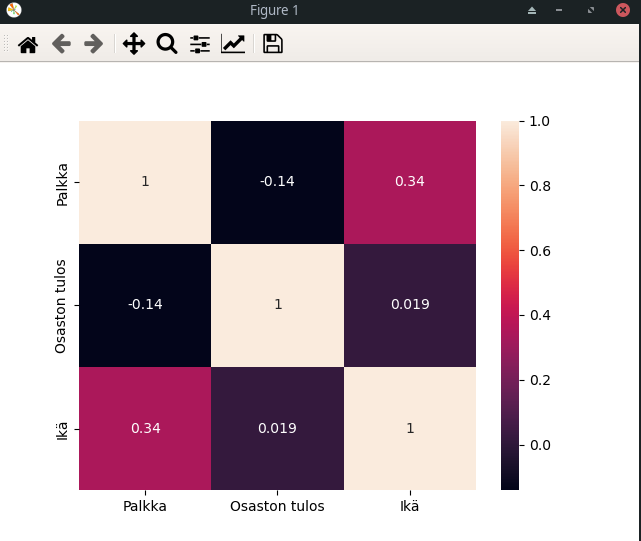 Figure 1
1.0
Palkka
1
-0.14
0.34
0.8
0.6
Osaston tulos
-0.14
1
0.019
0.4
0.2
Ikä
0.34
0.019
1
0.0
Palkka
Osaston tulos
Ikä